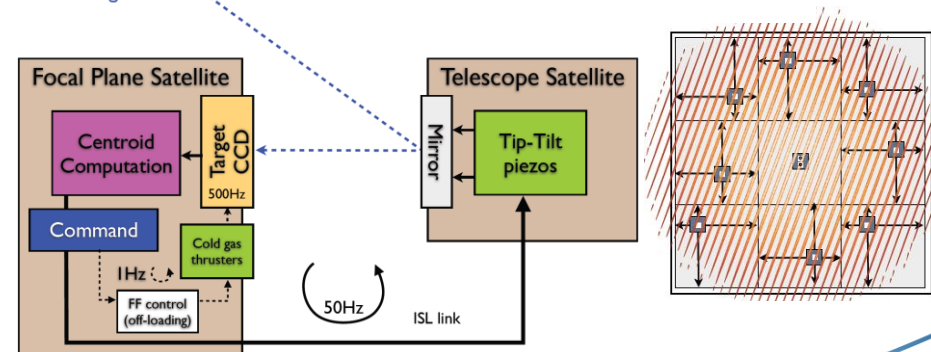 Focal Plane Satellite
Telescope Satellite
Centroid
Computation
Target
CCD
500Hz
Mirror
Tip-Tilt
piezos
Command
Cold gas
thrusters
1Hz
FF control
(off-loading)
50Hz
ISL link